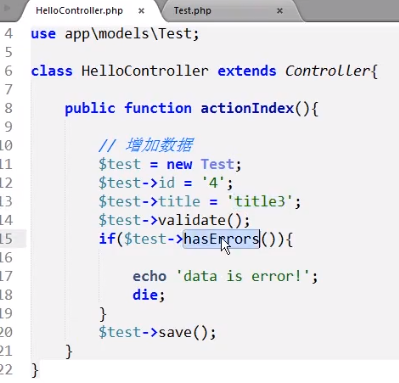 HelloController.php × Test.php ×
4 use app\models\Test;
5
6 class HelloController extends Controller{
7
8 public function actionIndex(){
9
10 // 增加数据
11 $test = new Test;
12 $test->id = '4';
13 $test->title = 'title3';
14 $test->validate();
15 if($test->hasErrors()){
16
17 echo 'data is error!';
18 die;
19 }
20 $test->save();
21 }
22 }